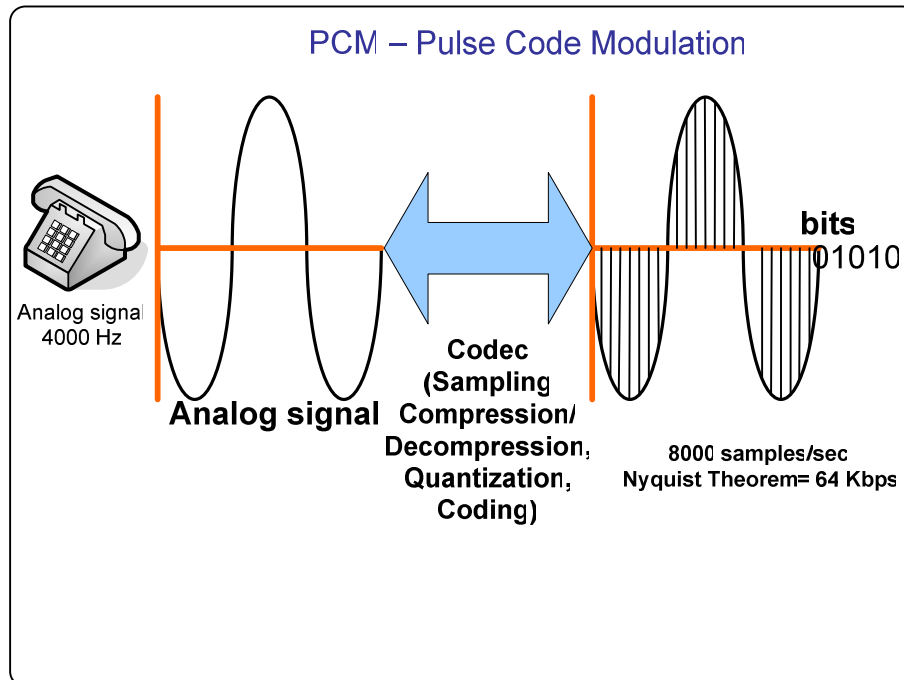 PCM – Pulse Code Modulation
bits
01010
Analog signal
4000 Hz
Analog signal
Codec
(Sampling
Compression/
Decompression,
Quantization,
Coding)
8000 samples/sec
Nyquist Theorem= 64 Kbps